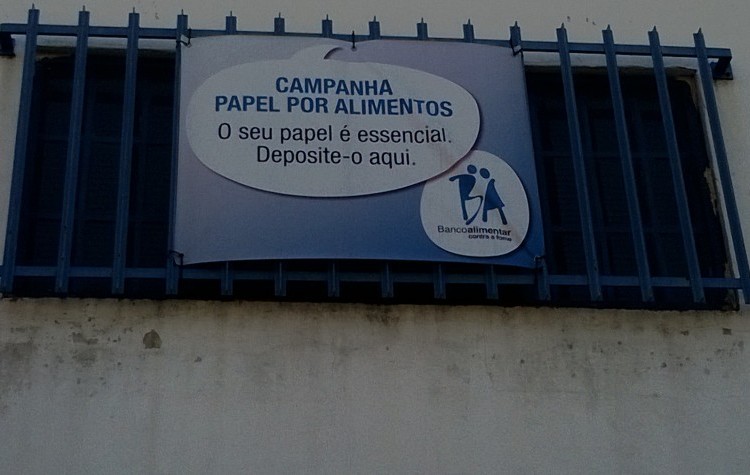 CAMPANHA
PAPEL POR ALIMENTOS
O seu papel é essencial.
Deposite-o aqui.
BA
Bancoalimentar
contra a fome